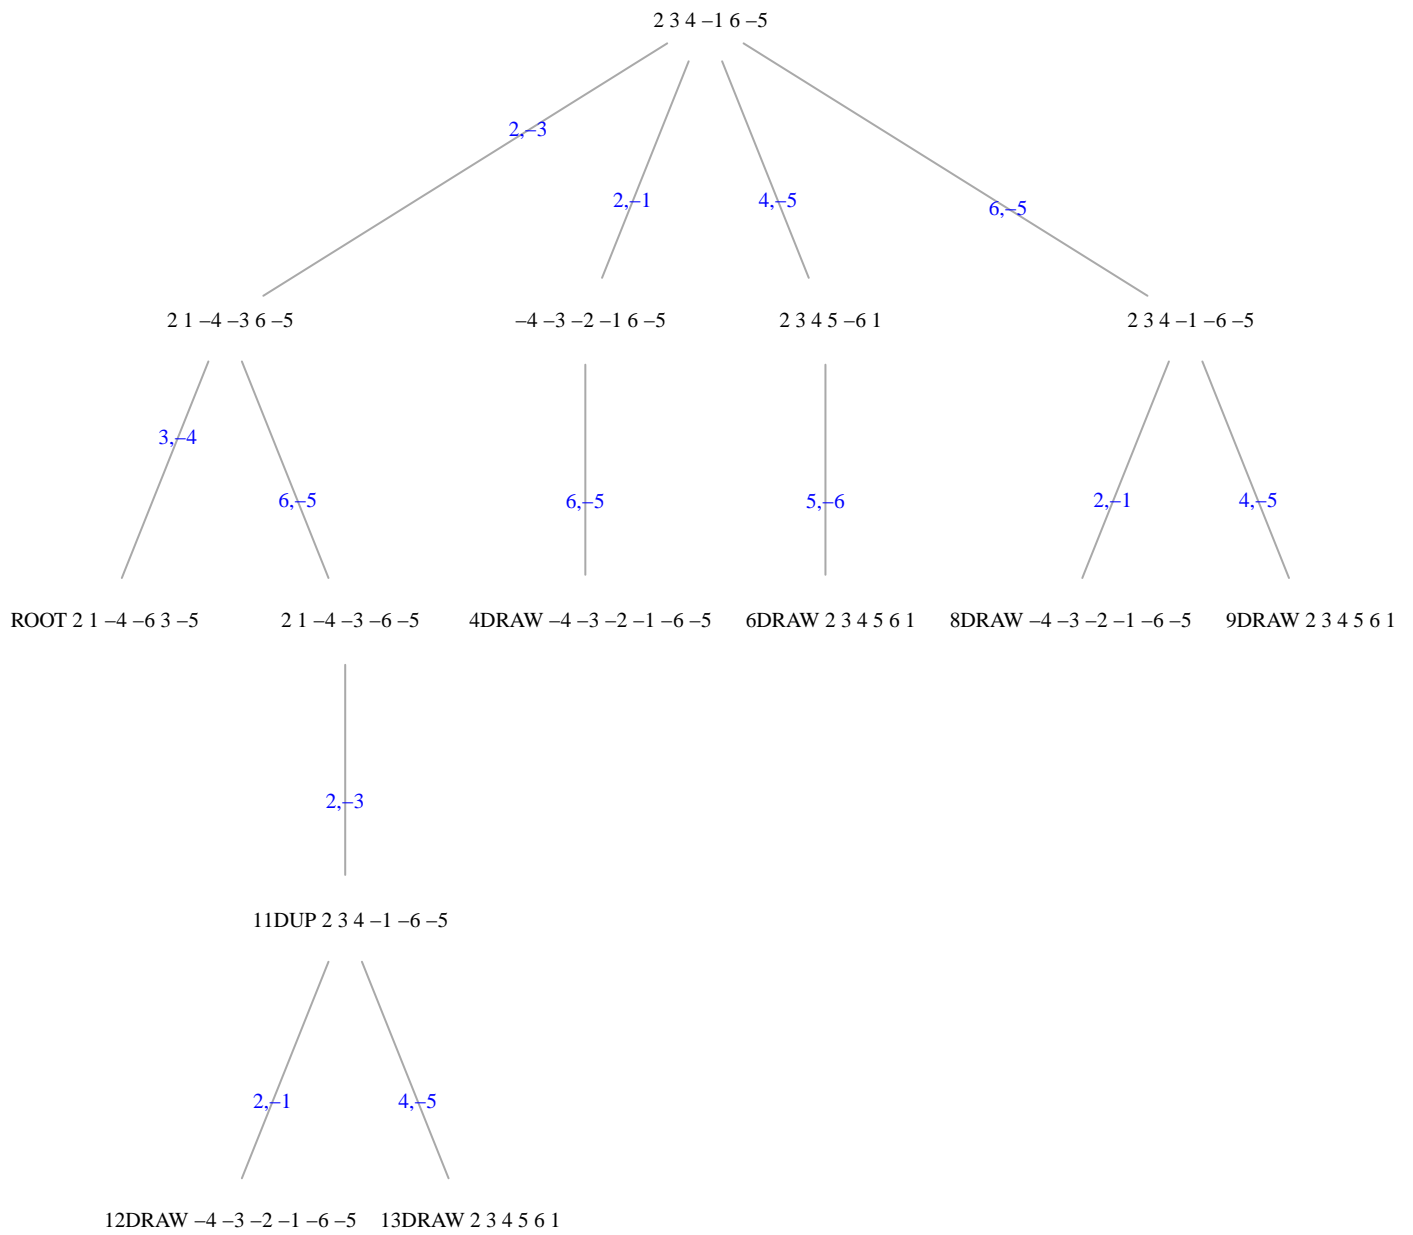 2 3 4 –1 6 –5
2,–3
2,–1
4,–5
6,–5
2 1 –4 –3 6 –5
–4 –3 –2 –1 6 –5
2 3 4 5 –6 1
2 3 4 –1 –6 –5
3,–4
6,–5
6,–5
5,–6
2,–1
4,–5
ROOT 2 1 –4 –6 3 –5
2 1 –4 –3 –6 –5
4DRAW –4 –3 –2 –1 –6 –5
6DRAW 2 3 4 5 6 1
8DRAW –4 –3 –2 –1 –6 –5
9DRAW 2 3 4 5 6 1
2,–3
11DUP 2 3 4 –1 –6 –5
2,–1
4,–5
12DRAW –4 –3 –2 –1 –6 –5
13DRAW 2 3 4 5 6 1